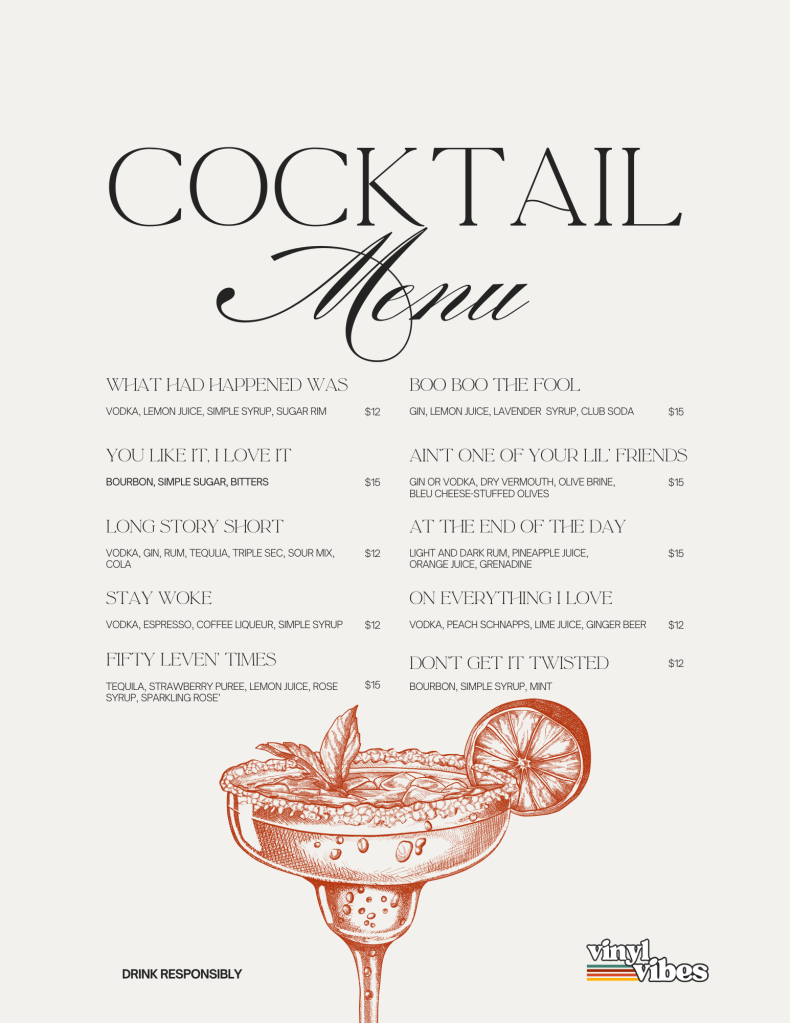 COCKTAIL
Menu
WHAT HAD HAPPENED WAS
VODKA, LEMON JUICE, SIMPLE SYRUP, SUGAR RIM $12
YOU LIKE IT, I LOVE IT
BOURBON, SIMPLE SUGAR, BITTERS $15
LONG STORY SHORT
VODKA, GIN, RUM, TEQULIA, TRIPLE SEC, SOUR MIX, $12
COLA
STAY WOKE
VODKA, ESPRESSO, COFFEE LIQUEUR, SIMPLE SYRUP $12
FIFTY LEVEN' TIMES
TEQUILA, STRAWBERRY PUREE, LEMON JUICE, ROSE $15
SYRUP, SPARKLING ROSE'
BOO BOO THE FOOL
GIN, LEMON JUICE, LAVENDER SYRUP, CLUB SODA $15
AIN'T ONE OF YOUR LIL' FRIENDS
GIN OR VODKA, DRY VERMOUTH, OLIVE BRINE, $15
BLEU CHEESE-STUFFED OLIVES
AT THE END OF THE DAY
LIGHT AND DARK RUM, PINEAPPLE JUICE, $15
ORANGE JUICE, GRENADINE
ON EVERYTHING I LOVE
VODKA, PEACH SCHNAPPS, LIME JUICE, GINGER BEER $12
DON'T GET IT TWISTED $12
BOURBON, SIMPLE SYRUP, MINT
DRINK RESPONSIBLY
vinyl
vibes